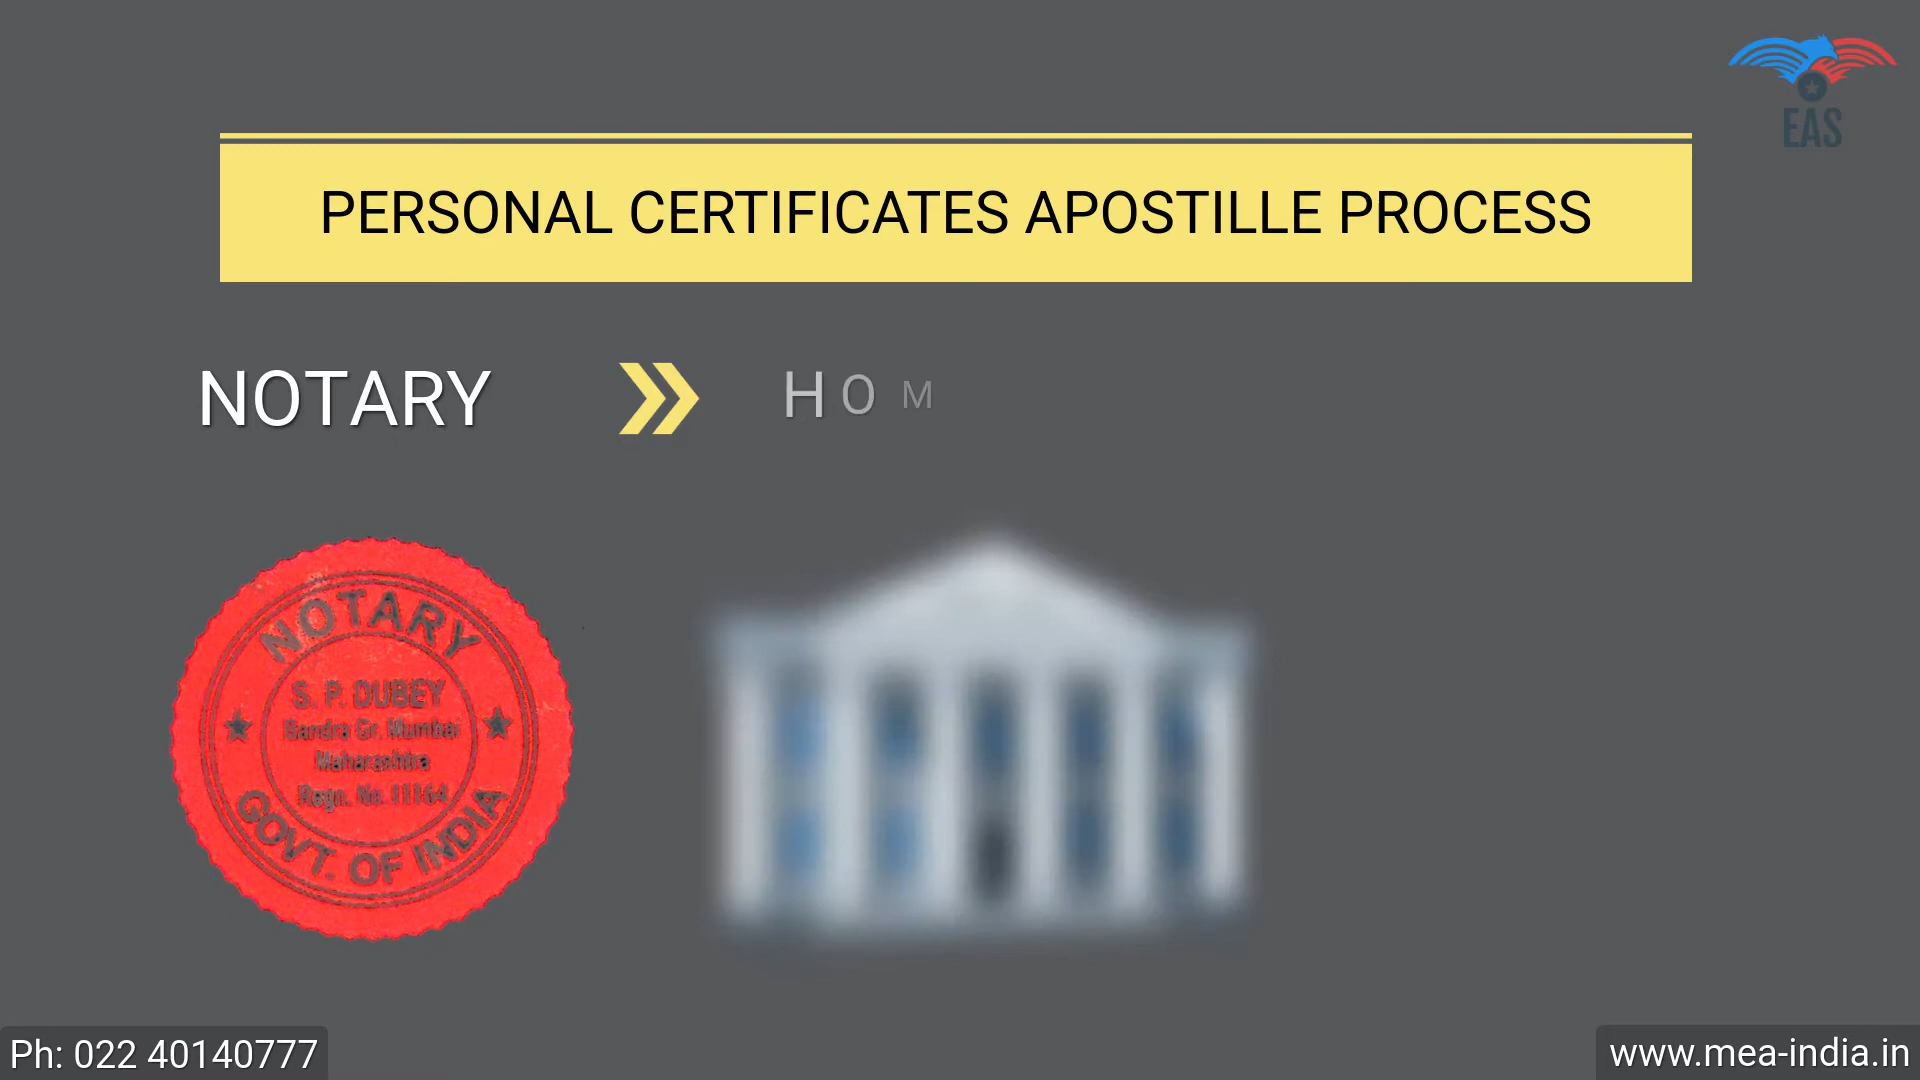 EAS
PERSONAL CERTIFICATES APOSTILLE PROCESS
NOTARY
HOM
NOTARY
S. P. DUBEY
Bandra Gr. Mumbai
Maharashtra
Regn. No. 11164
GOVT. OF INDIA
Ph: 022 40140777
www.mea-india.in